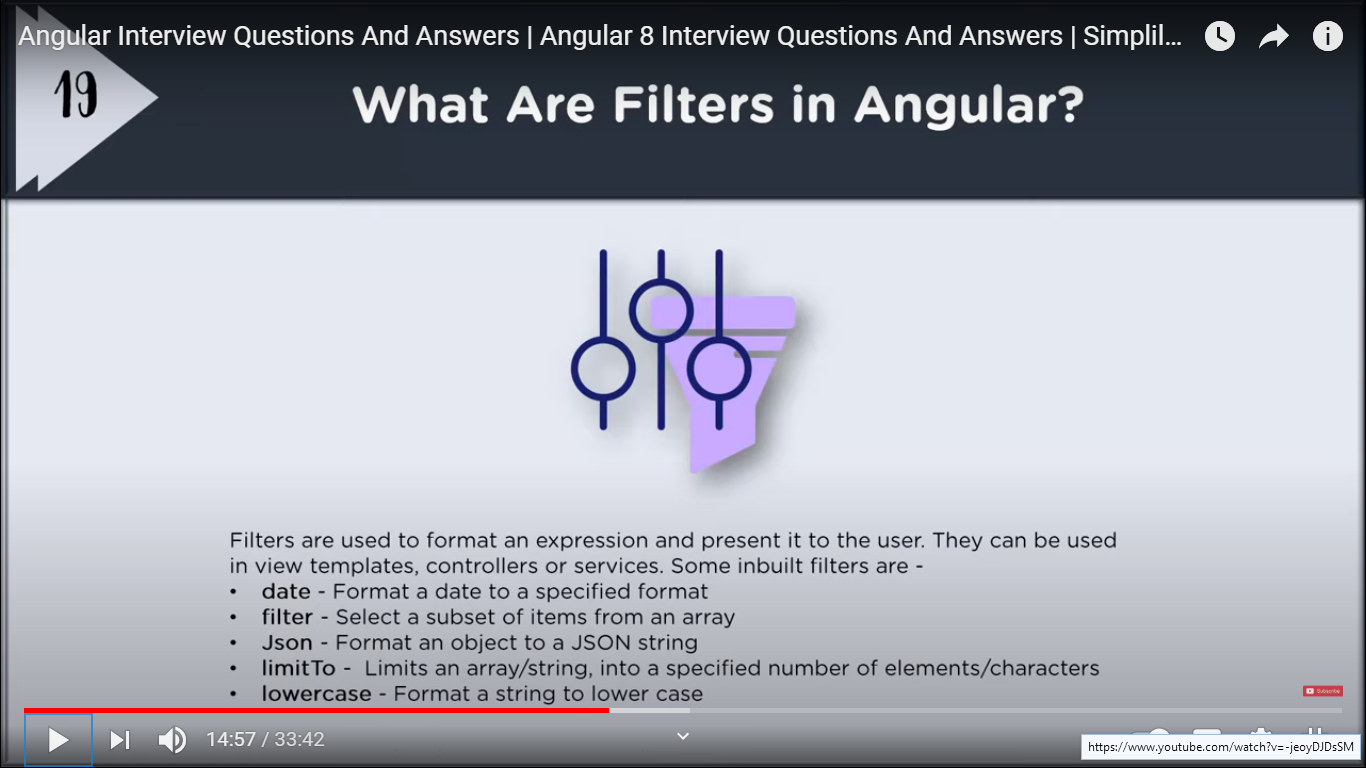 Angular Interview Questions And Answers | Angular 8 Interview Questions And Answers | Simplil...
19
What Are Filters in Angular?
Filters are used to format an expression and present it to the user. They can be used
in view templates, controllers or services. Some inbuilt filters are -
• date - Format a date to a specified format
• filter - Select a subset of items from an array
• Json - Format an object to a JSON string
• limitTo - Limits an array/string, into a specified number of elements/characters
• lowercase - Format a string to lower case
Subscribe
14:57 / 33:42
https://www.youtube.com/watch?v=-jeoyDJDsSM